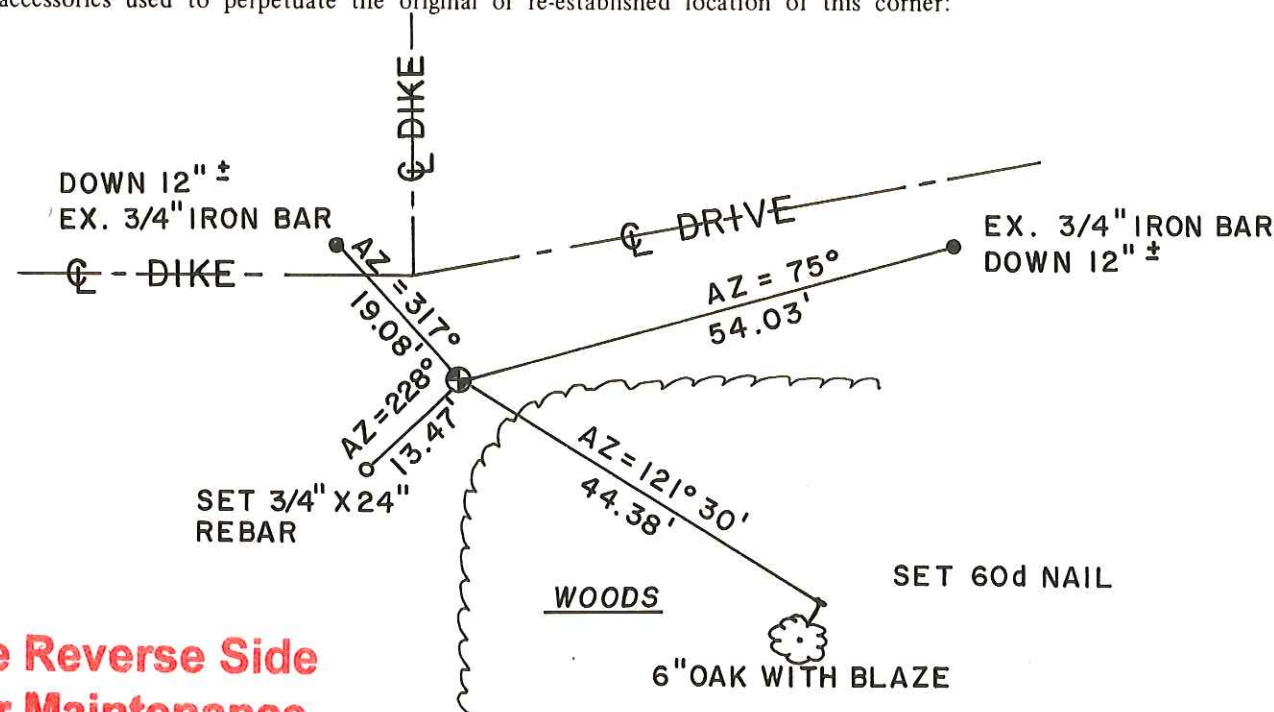 accessories used to perpetuate the original or re-established location of this corner:
℄ DIKE
DOWN 12" ±
EX. 3/4" IRON BAR
℄ DIKE
℄ DRIVE
EX. 3/4" IRON BAR
DOWN 12" ±
AZ = 317°
19.08'
AZ = 75°
54.03'
AZ = 228°
13.47'
SET 3/4" X 24"
REBAR
AZ = 121° 30'
44.38'
SET 60d NAIL
WOODS
6" OAK WITH BLAZE
Reverse Side
Maintenance